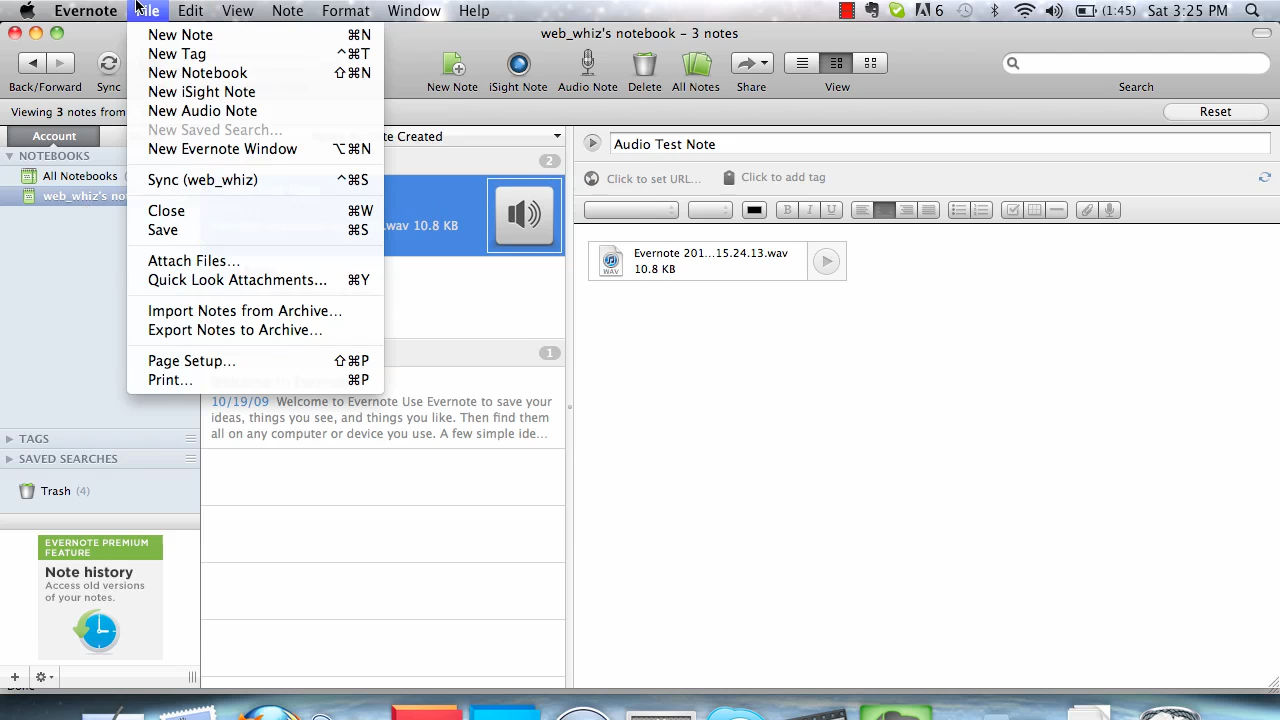 Evernote File Edit View Note Format Window Help
6 (1:45) Sat 3:25 PM
web_whiz's notebook - 3 notes
Back/Forward Sync New Note iSight Note Audio Note Delete All Notes Share View Search
Viewing 3 notes from
Reset
New Note ⌘N
New Tag ^⌘T
New Notebook ⇧⌘N
New iSight Note
New Audio Note
New Saved Search...
New Evernote Window ⌥⌘N
Sync (web_whiz) ^⌘S
Close ⌘W
Save ⌘S
Attach Files...
Quick Look Attachments... ⌘Y
Import Notes from Archive...
Export Notes to Archive...
Page Setup... ⇧⌘P
Print... ⌘P
Account
NOTEBOOKS
All Notebooks
web_whiz's no
TAGS
SAVED SEARCHES
Trash (4)
EVERNOTE PREMIUM
FEATURE
Note history
Access old versions
of your notes.
Created
2
.wav 10.8 KB
1
10/19/09 Welcome to Evernote Use Evernote to save your
ideas, things you see, and things you like. Then find them
all on any computer or device you use. A few simple ide...
Audio Test Note
Click to set URL... Click to add tag
B I U
Evernote 201...15.24.13.wav
10.8 KB
WAV